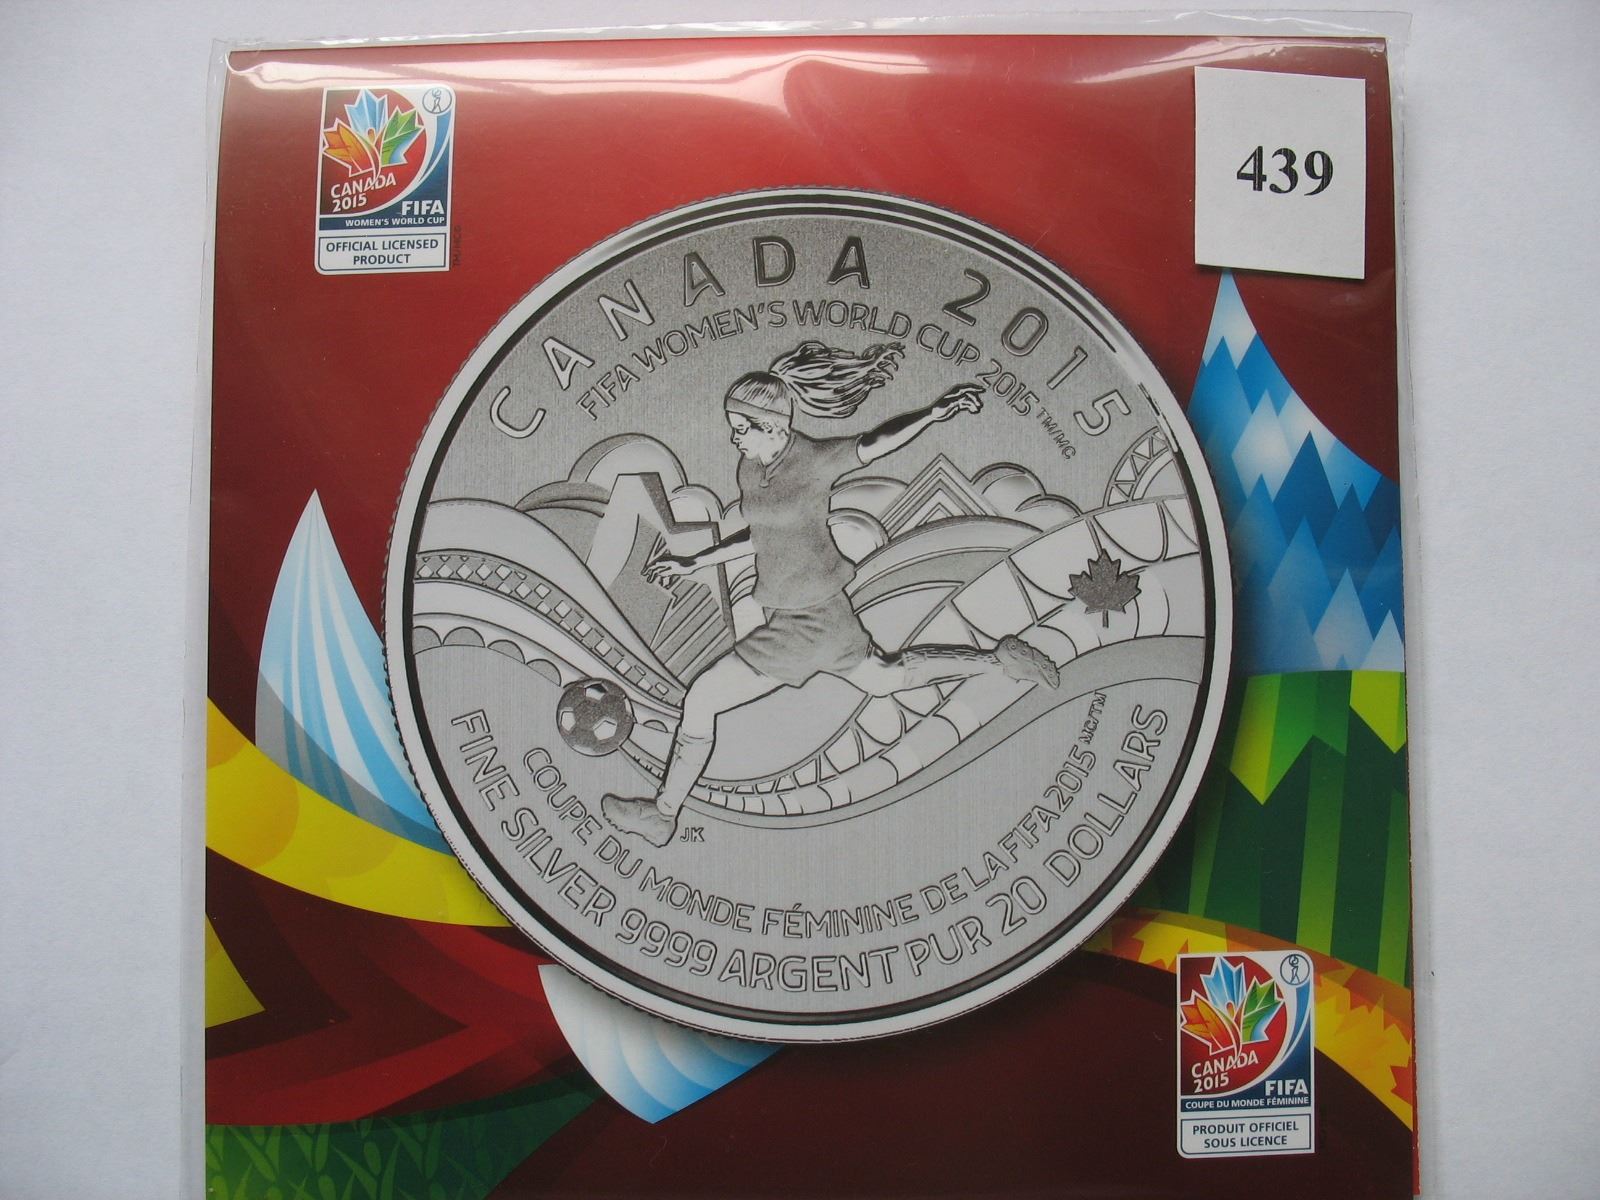 CANADA
2015
FIFA
WOMEN'S WORLD CUP
OFFICIAL LICENSED
PRODUCT
TM/MC©
439
CANADA 2015
FIFA WOMEN'S WORLD CUP 2015 TM/MC
JK
COUPE DU MONDE FÉMININE DE LA FIFA 2015 MC/TM
FINE SILVER 9999 ARGENT PUR 20 DOLLARS
CANADA
2015
FIFA
COUPE DU MONDE FÉMININE
PRODUIT OFFICIEL
SOUS LICENCE